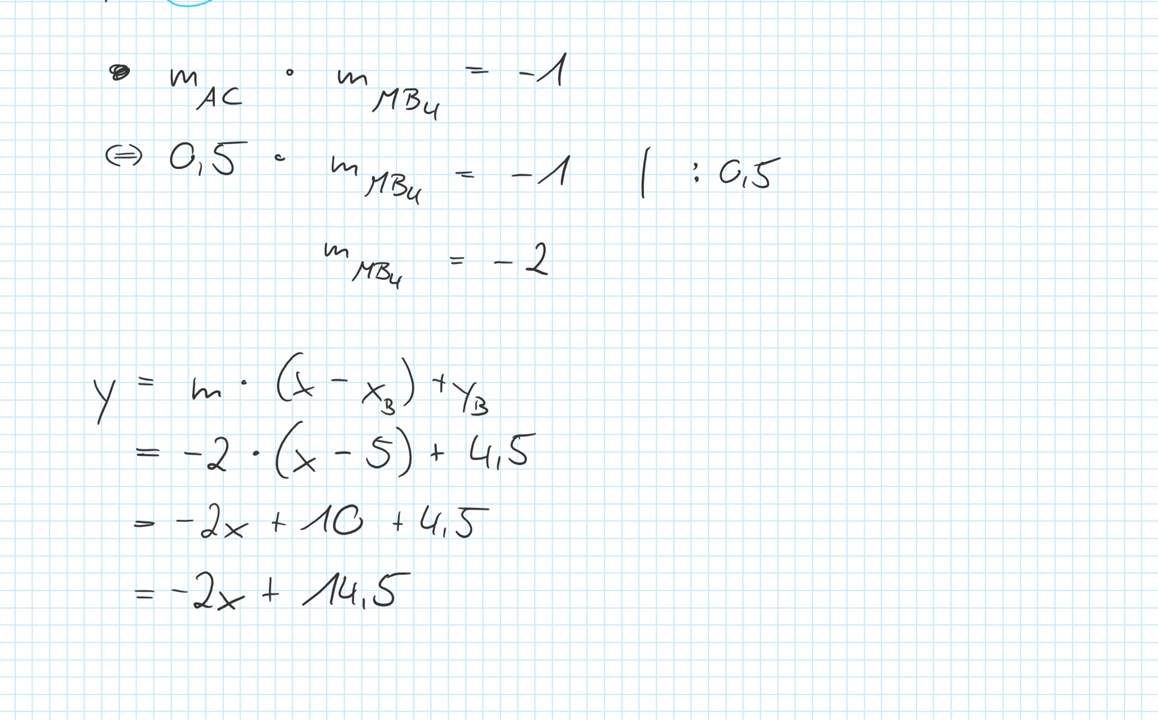 • m_AC · m_MB4 = -1
⇔ 0,5 · m_MB4 = -1 | : 0,5
m_MB4 = -2
y = m · (x - x_B) + y_B
= -2 · (x - 5) + 4,5
= -2x + 10 + 4,5
= -2x + 14,5